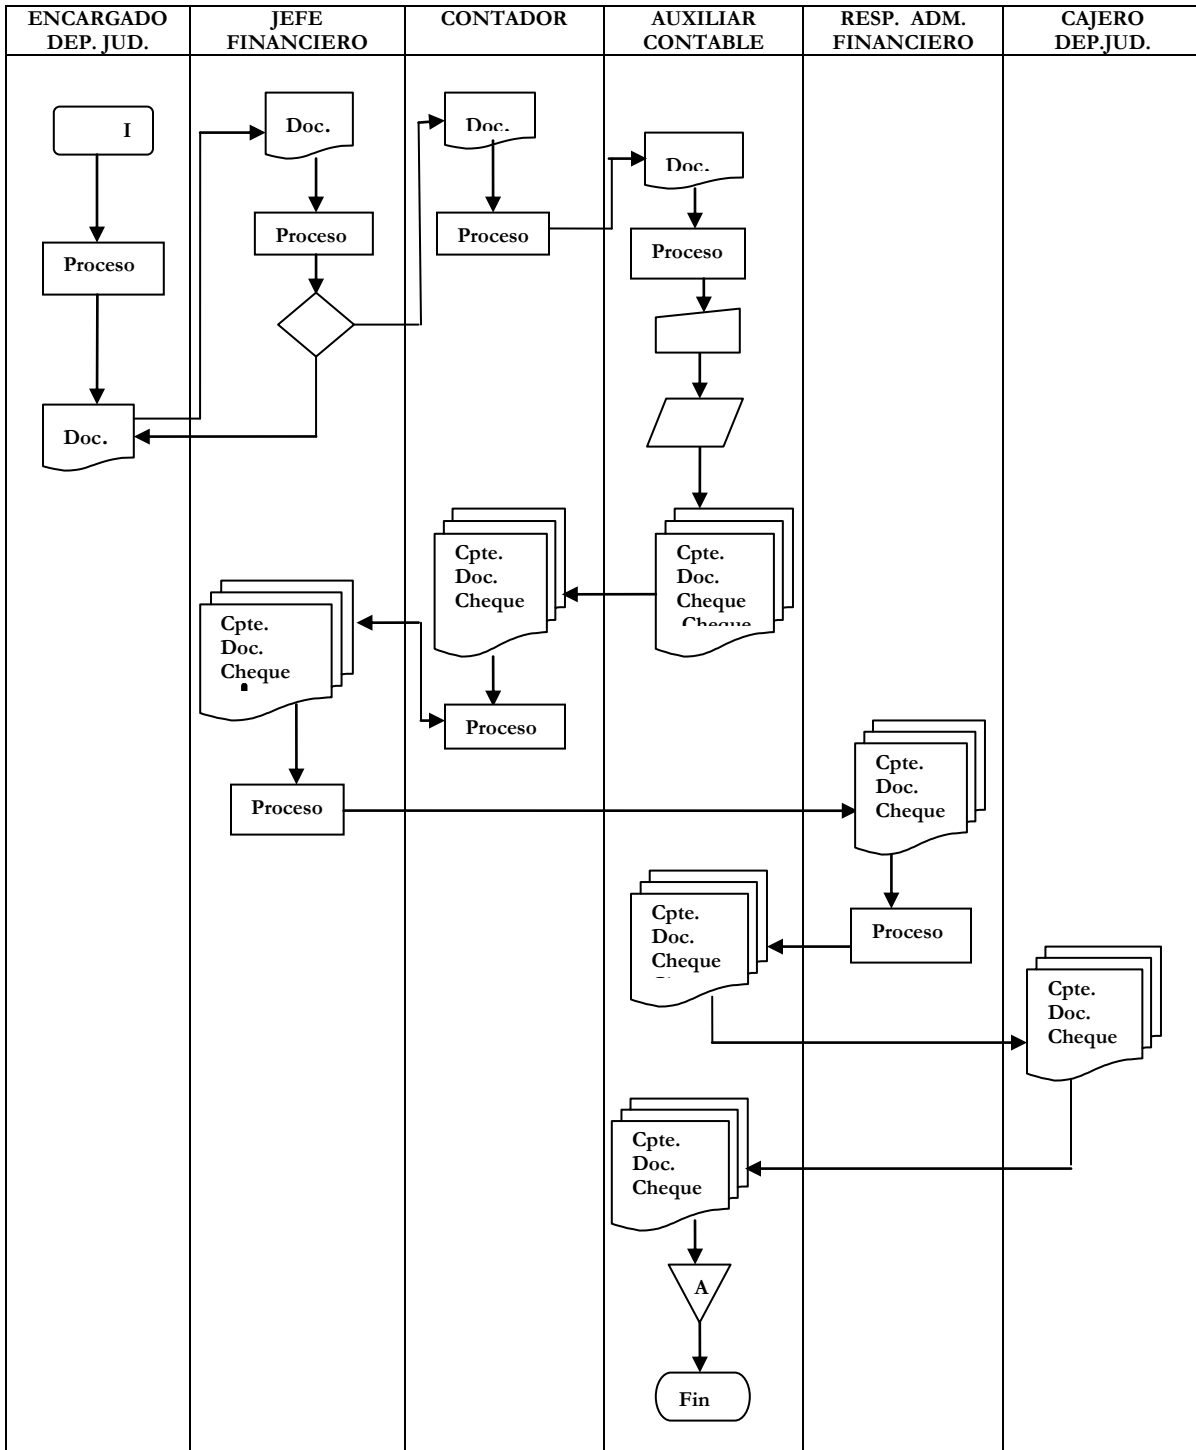 ENCARGADO
DEP. JUD.
JEFE
FINANCIERO
CONTADOR
AUXILIAR
CONTABLE
RESP. ADM.
FINANCIERO
CAJERO
DEP.JUD.
I
Proceso
Doc.
Doc.
Proceso
Doc.
Proceso
Doc.
Proceso
Cpte.
Doc.
Cheque
Cheque
Cpte.
Doc.
Cheque
Proceso
Cpte.
Doc.
Cheque
Proceso
Cpte.
Doc.
Cheque
Proceso
Cpte.
Doc.
Cheque
Cpte.
Doc.
Cheque
Cpte.
Doc.
Cheque
A
Fin